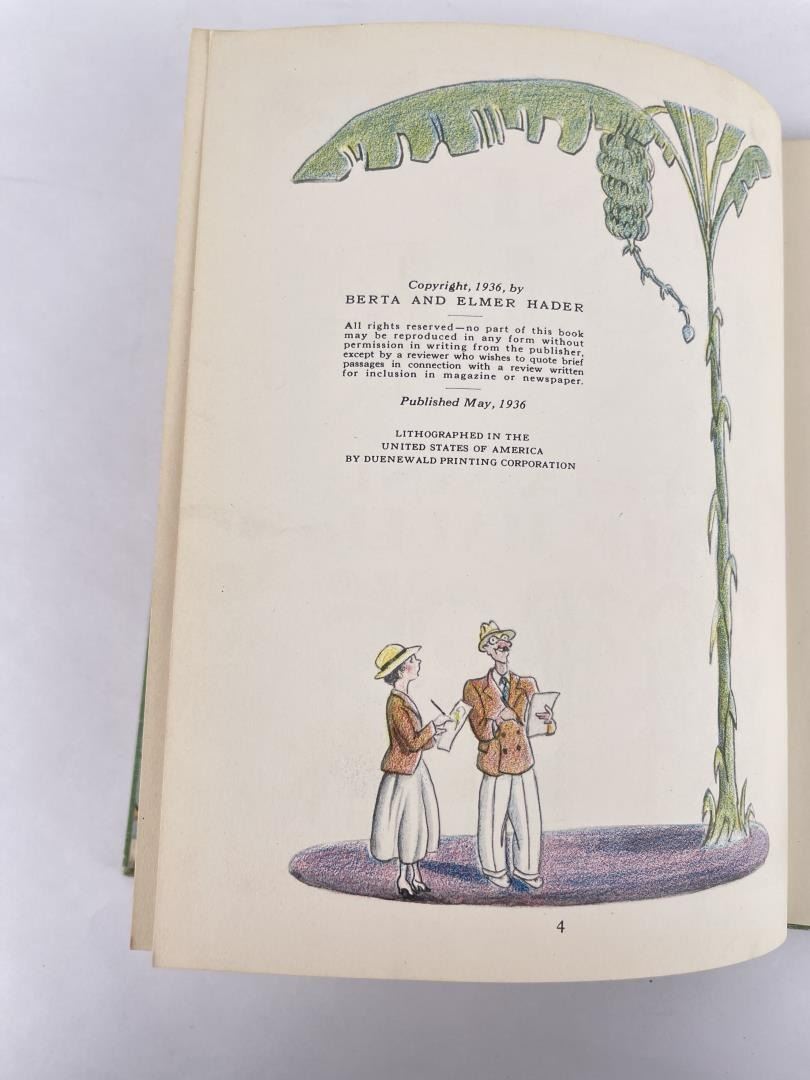 Copyright, 1936, by
BERTA AND ELMER HADER
All rights reserved—no part of this book
may be reproduced in any form without
permission in writing from the publisher,
except by a reviewer who wishes to quote brief
passages in connection with a review written
for inclusion in magazine or newspaper.
Published May, 1936
LITHOGRAPHED IN THE
UNITED STATES OF AMERICA
BY DUENEWALD PRINTING CORPORATION
4